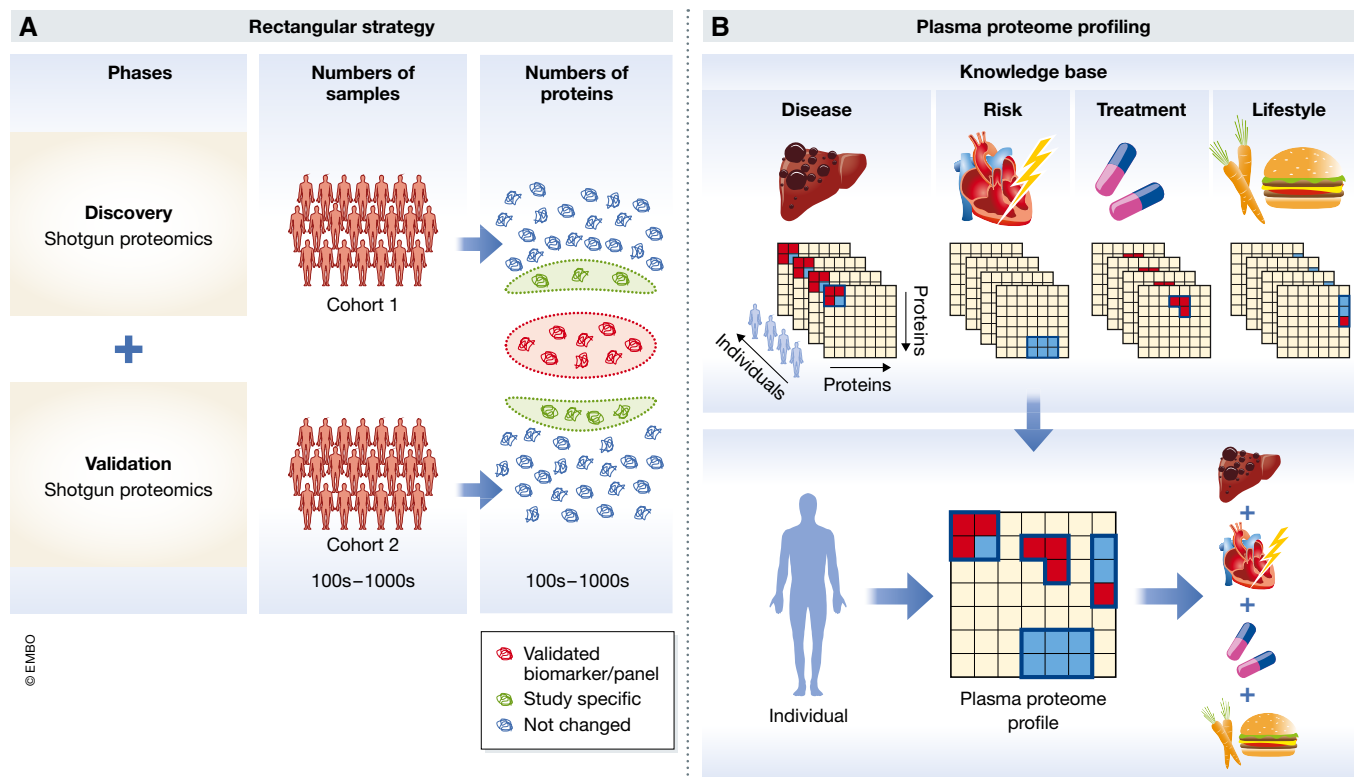 A
Rectangular strategy
Phases
Numbers of
samples
Numbers of
proteins
Discovery
Shotgun proteomics
Cohort 1
Validation
Shotgun proteomics
Cohort 2
100s–1000s
100s–1000s
Validated
biomarker/panel
Study specific
Not changed
© EMBO
B
Plasma proteome profiling
Knowledge base
Disease
Risk
Treatment
Lifestyle
Proteins
Individuals
Proteins
Individual
Plasma proteome
profile